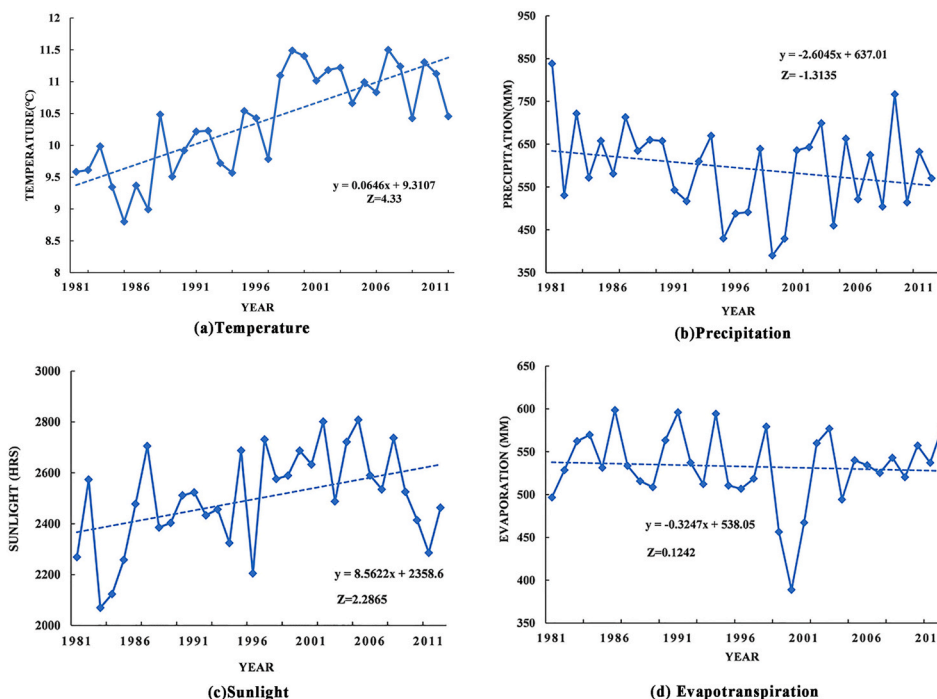 12
11.5
11
10.5
10
9.5
9
8.5
8
TEMPERATURE(°C)
y = 0.0646x + 9.3107
Z=4.33
1981 1986 1991 1996 2001 2006 2011
YEAR
(a)Temperature
950
850
750
650
550
450
350
PRECIPITATION(MM)
y = -2.6045x + 637.01
Z= -1.3135
1981 1986 1991 1996 2001 2006 2011
YEAR
(b)Precipitation
3000
2800
2600
2400
2200
2000
SUNLIGHT (HRS)
y = 8.5622x + 2358.6
Z=2.2865
1981 1986 1991 1996 2001 2006 2011
YEAR
(c)Sunlight
650
600
550
500
450
400
350
EVAPORATION (MM)
y = -0.3247x + 538.05
Z=0.1242
1981 1986 1991 1996 2001 2006 201
YEAR
(d) Evapotranspiration